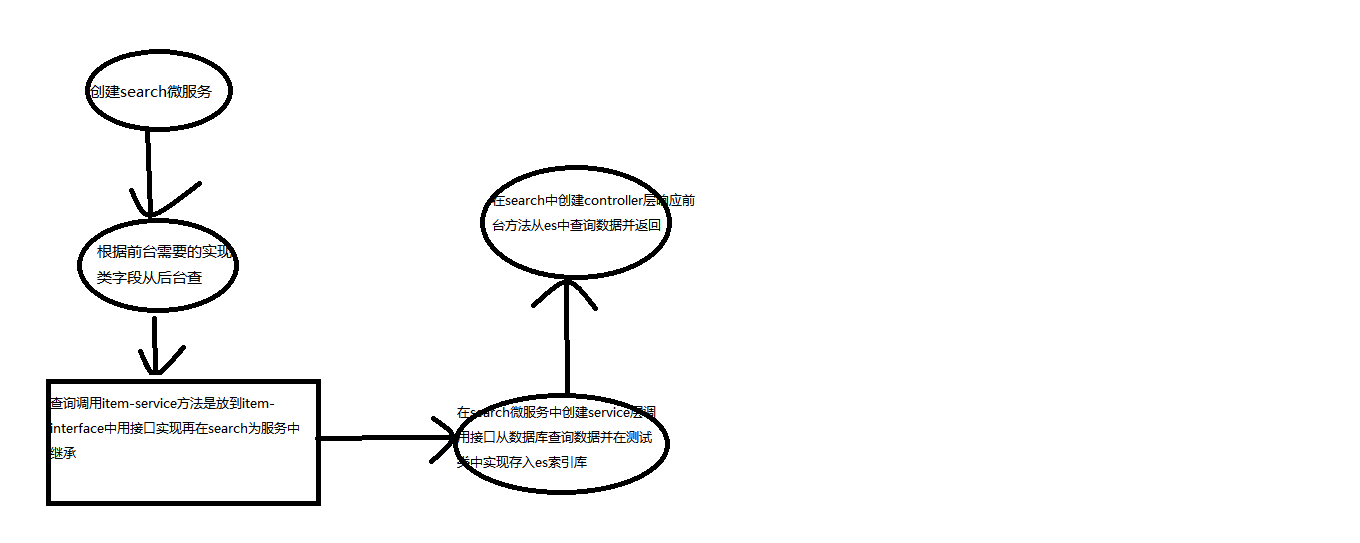 创建search微服务
根据前台需要的实现
类字段从后台查
查询调用item-service方法是放到item-
interface中用接口实现再在search为服务中
继承
在search微服务中创建service层调
用接口从数据库查询数据并在测试
类中实现存入es索引库
在search中创建controller层响应前
台方法从es中查询数据并返回